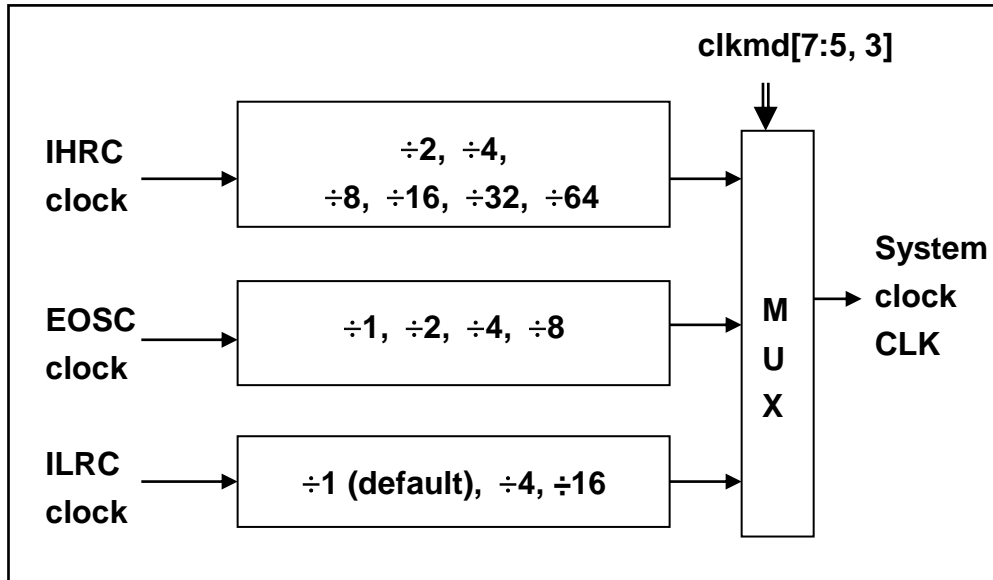 clkmd[7:5, 3]
IHRC
clock
÷2, ÷4,
÷8, ÷16, ÷32, ÷64
EOSC
clock
÷1, ÷2, ÷4, ÷8
ILRC
clock
÷1 (default), ÷4, ÷16
M
U
X
System
clock
CLK